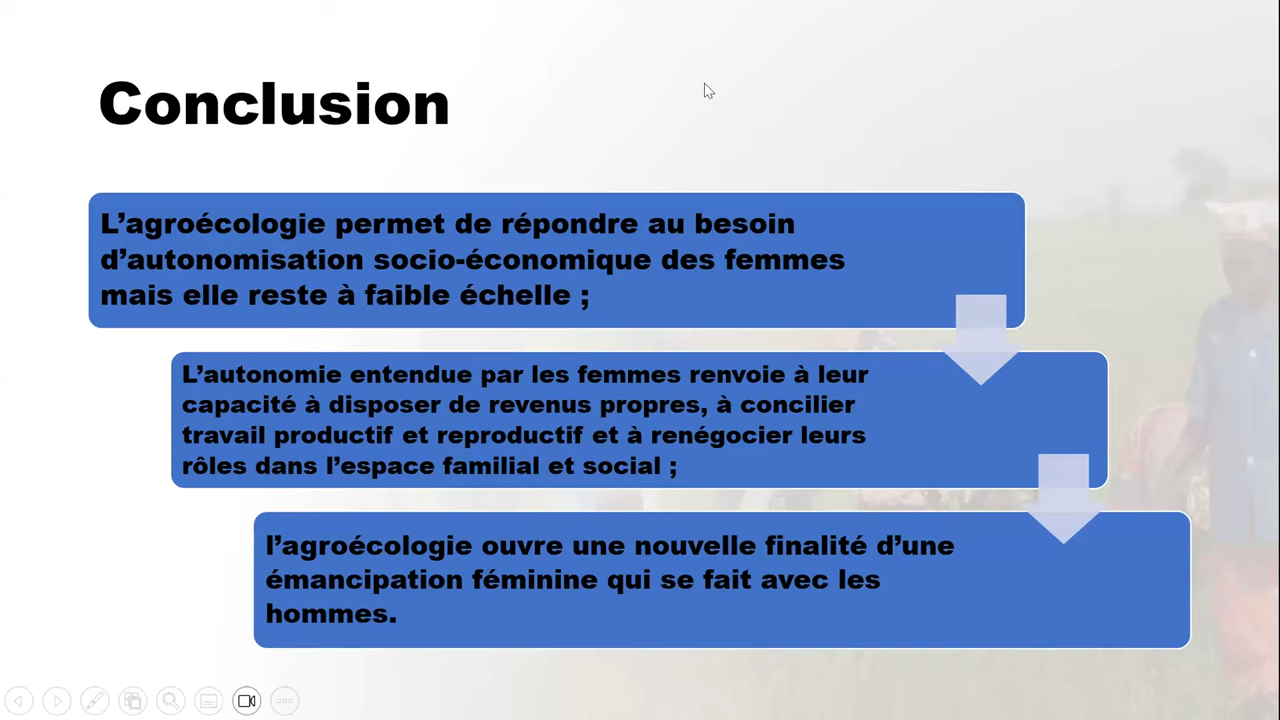 Conclusion
L’agroécologie permet de répondre au besoin
d’autonomisation socio-économique des femmes
mais elle reste à faible échelle ;
L’autonomie entendue par les femmes renvoie à leur
capacité à disposer de revenus propres, à concilier
travail productif et reproductif et à renégocier leurs
rôles dans l’espace familial et social ;
l’agroécologie ouvre une nouvelle finalité d’une
émancipation féminine qui se fait avec les
hommes.